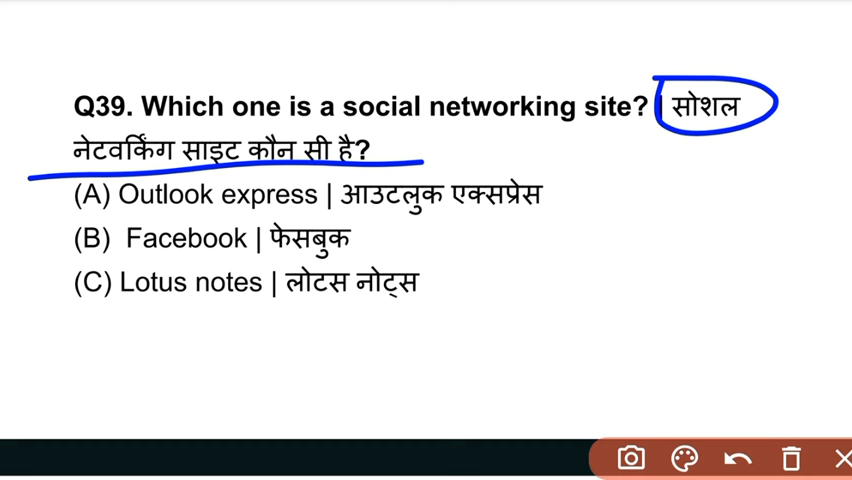 Q39. Which one is a social networking site? | सोशल
नेटवर्किंग साइट कौन सी है?
(A) Outlook express | आउटलुक एक्सप्रेस
(B) Facebook | फेसबुक
(C) Lotus notes | लोटस नोट्स